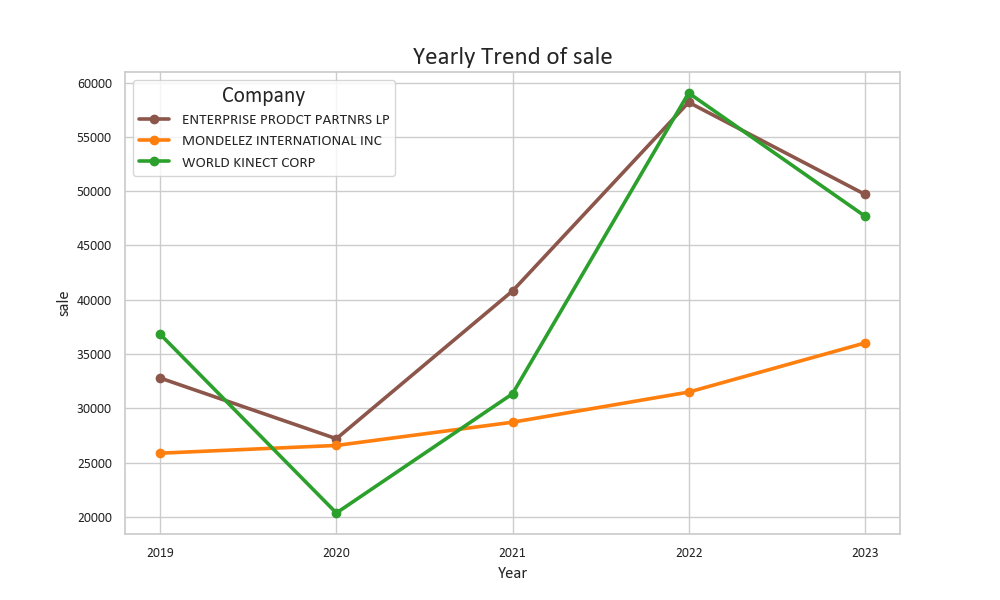 Yearly Trend of sale
60000
55000
50000
45000
40000
35000
30000
25000
20000
sale
Company
ENTERPRISE PRODCT PARTNRS LP
MONDELEZ INTERNATIONAL INC
WORLD KINECT CORP
2019 2020 2021 2022 2023
Year